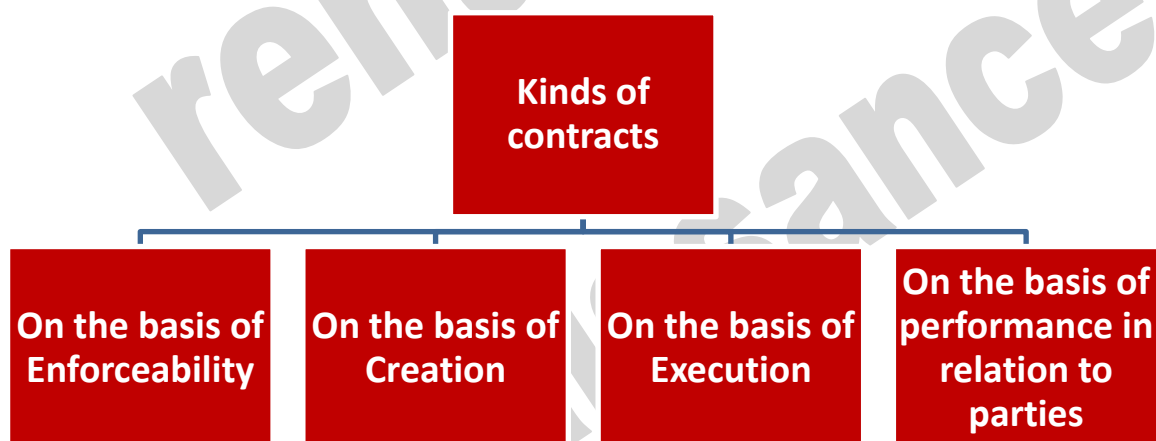 Kinds of
contracts
On the basis of
Enforceability
On the basis of
Creation
On the basis of
Execution
On the basis of
performance in
relation to
parties